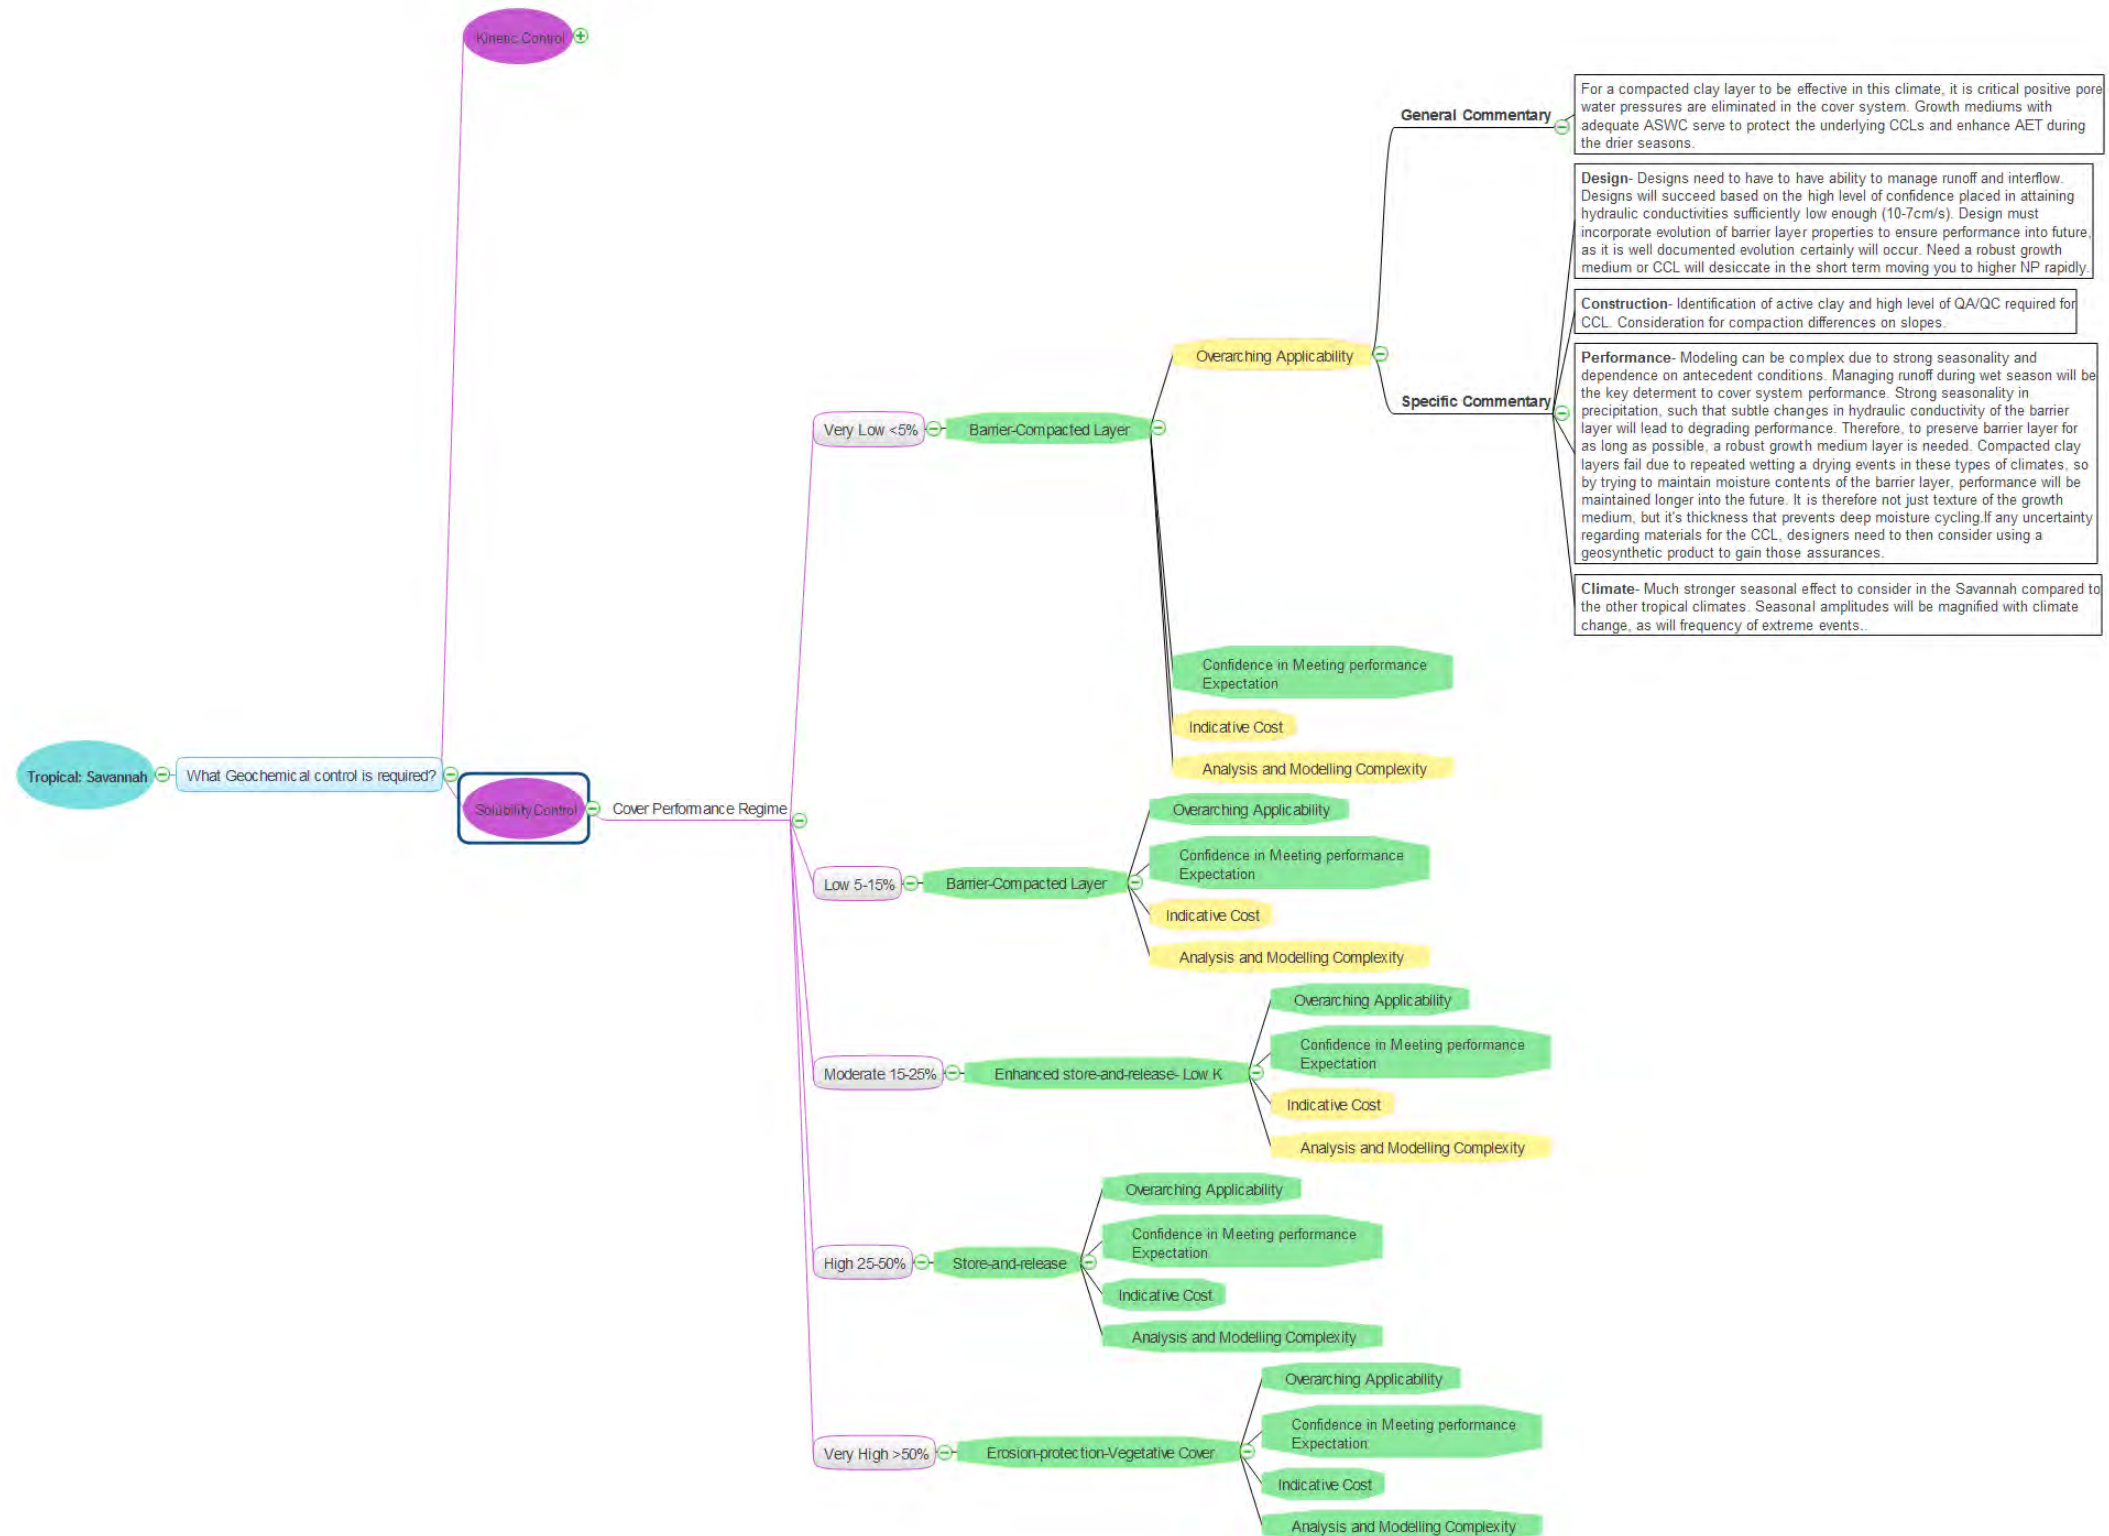 Kinetic Control
For a compacted clay layer to be effective in this climate, it is critical positive pore
water pressures are eliminated in the cover system. Growth mediums with
adequate ASWC serve to protect the underlying CCLs and enhance AET during
the drier seasons.
General Commentary
Design- Designs need to have to have ability to manage runoff and interflow.
Designs will succeed based on the high level of confidence placed in attaining
hydraulic conductivities sufficiently low enough (10-7cm/s). Design must
incorporate evolution of barrier layer properties to ensure performance into future,
as it is well documented evolution certainly will occur. Need a robust growth
medium or CCL will desiccate in the short term moving you to higher NP rapidly.
Construction- Identification of active clay and high level of QA/QC required for
CCL. Consideration for compaction differences on slopes.
Overarching Applicability
Specific Commentary
Performance- Modeling can be complex due to strong seasonality and
dependence on antecedent conditions. Managing runoff during wet season will be
the key determent to cover system performance. Strong seasonality in
precipitation, such that subtle changes in hydraulic conductivity of the barrier
layer will lead to degrading performance. Therefore, to preserve barrier layer for
as long as possible, a robust growth medium layer is needed. Compacted clay
layers fail due to repeated wetting a drying events in these types of climates, so
by trying to maintain moisture contents of the barrier layer, performance will be
maintained longer into the future. It is therefore not just texture of the growth
medium, but it's thickness that prevents deep moisture cycling.If any uncertainty
regarding materials for the CCL, designers need to then consider using a
geosynthetic product to gain those assurances.
Climate- Much stronger seasonal effect to consider in the Savannah compared to
the other tropical climates. Seasonal amplitudes will be magnified with climate
change, as will frequency of extreme events..
Very Low <5%
Barrier-Compacted Layer
Confidence in Meeting performance
Expectation
Indicative Cost
Analysis and Modelling Complexity
Tropical: Savannah
What Geochemical control is required?
Solubility Control
Cover Performance Regime
Overarching Applicability
Confidence in Meeting performance
Expectation
Low 5-15%
Barrier-Compacted Layer
Indicative Cost
Analysis and Modelling Complexity
Overarching Applicability
Confidence in Meeting performance
Expectation
Moderate 15-25%
Enhanced store-and-release- Low K
Indicative Cost
Analysis and Modelling Complexity
Overarching Applicability
Confidence in Meeting performance
Expectation
High 25-50%
Store-and-release
Indicative Cost
Analysis and Modelling Complexity
Overarching Applicability
Confidence in Meeting performance
Expectation
Very High >50%
Erosion-protection-Vegetative Cover
Indicative Cost
Analysis and Modelling Complexity